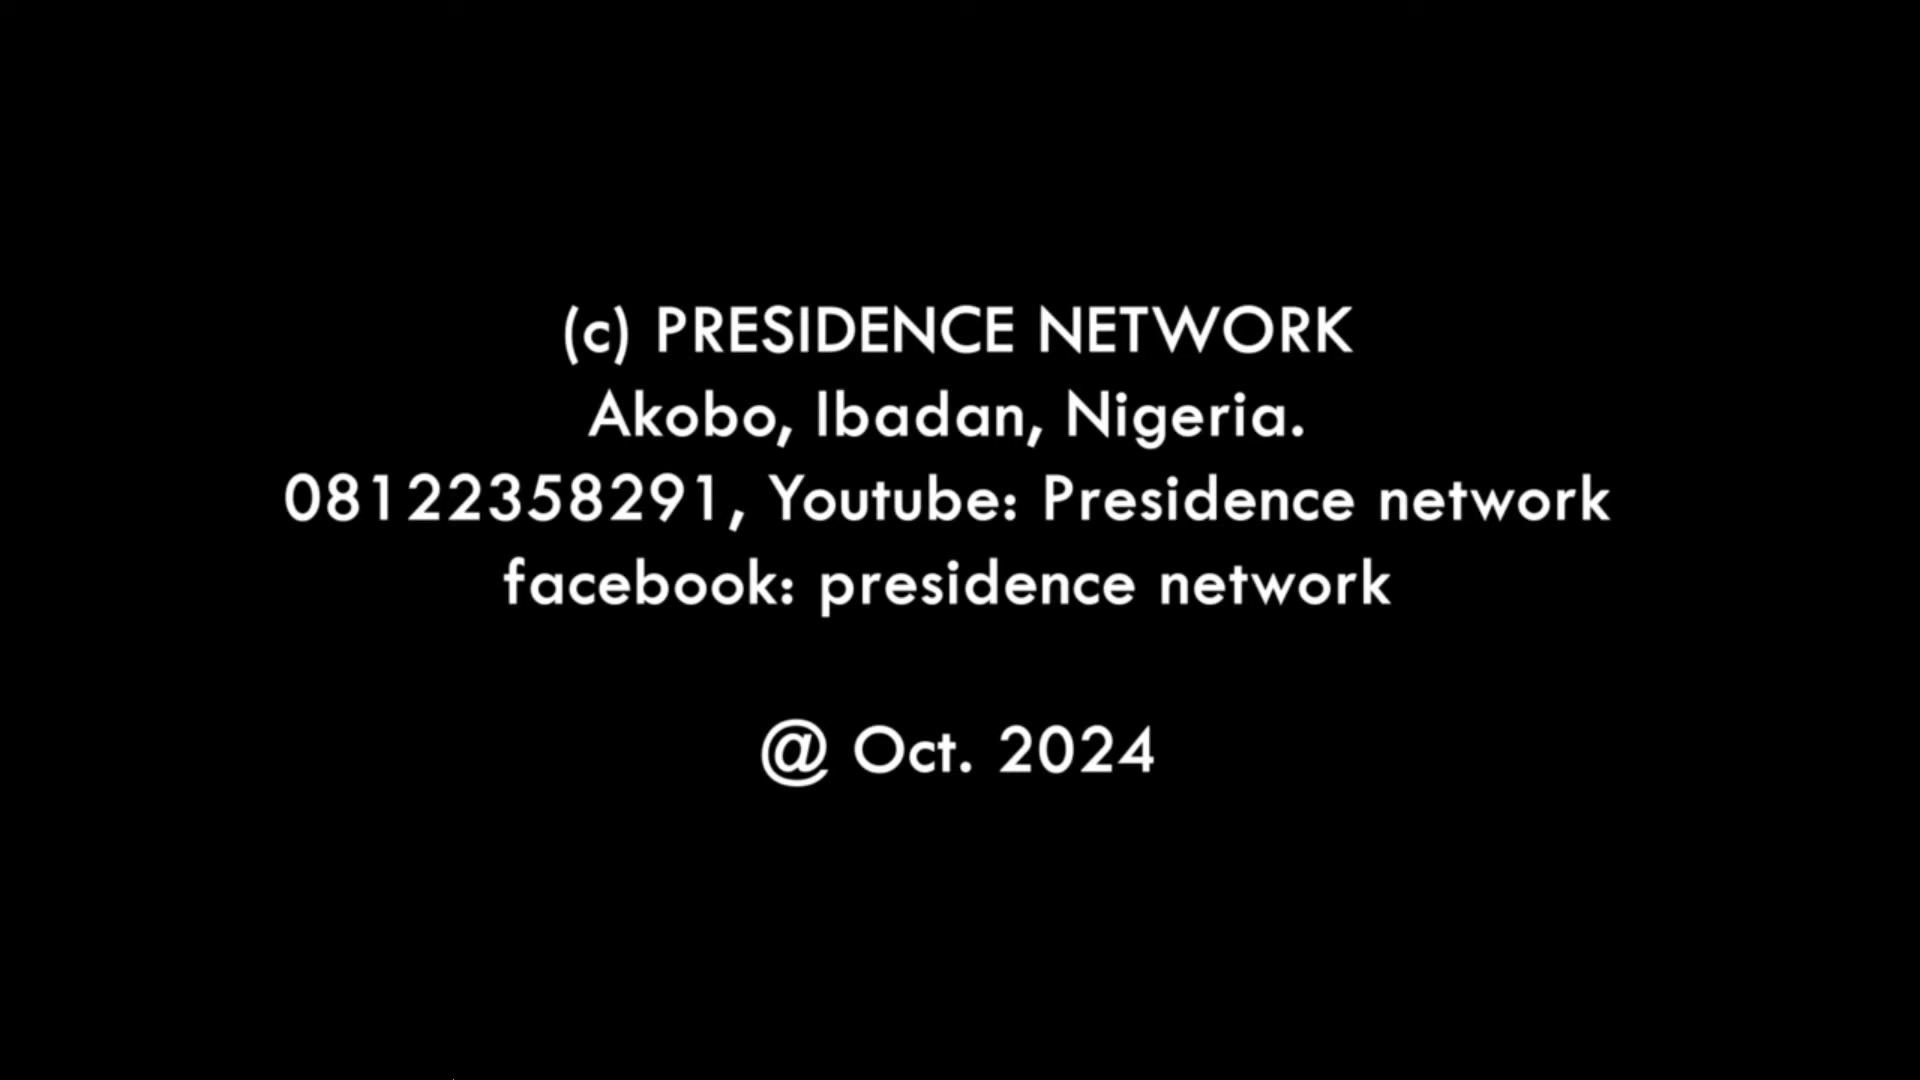 (c) PRESIDENCE NETWORK
Akobo, Ibadan, Nigeria.
08122358291, Youtube: Presidence network
facebook: presidence network
@ Oct. 2024